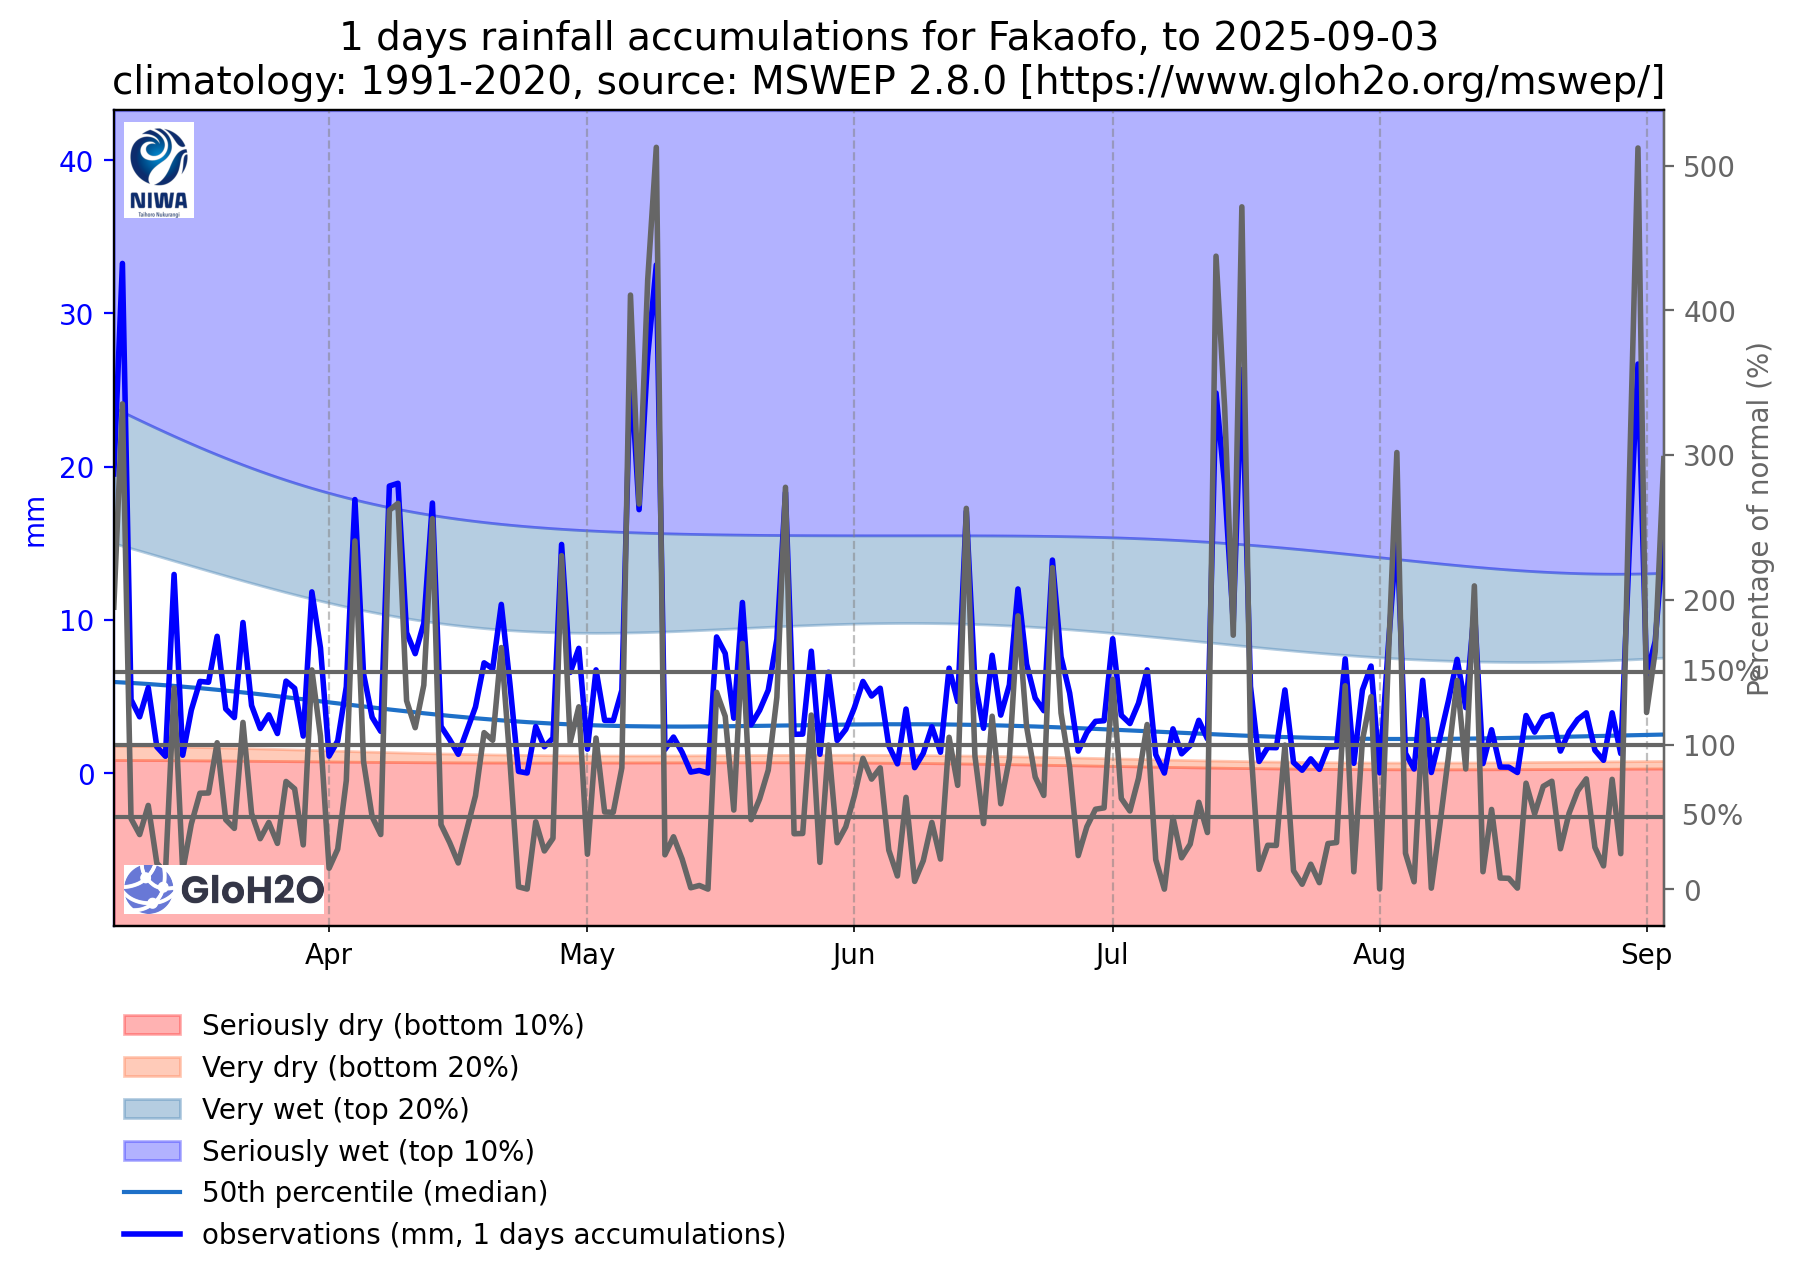 1 days rainfall accumulations for Fakaofo, to 2025-09-03
climatology: 1991-2020, source: MSWEP 2.8.0 [https://www.gloh2o.org/mswep/]
NIWA
Taihoro Nukurangi
40
30
20
10
0
mm
500
400
300
200
150%
100
50%
0
Percentage of normal (%)
GloH2O
Apr
May
Jun
Jul
Aug
Sep
Seriously dry (bottom 10%)
Very dry (bottom 20%)
Very wet (top 20%)
Seriously wet (top 10%)
50th percentile (median)
observations (mm, 1 days accumulations)